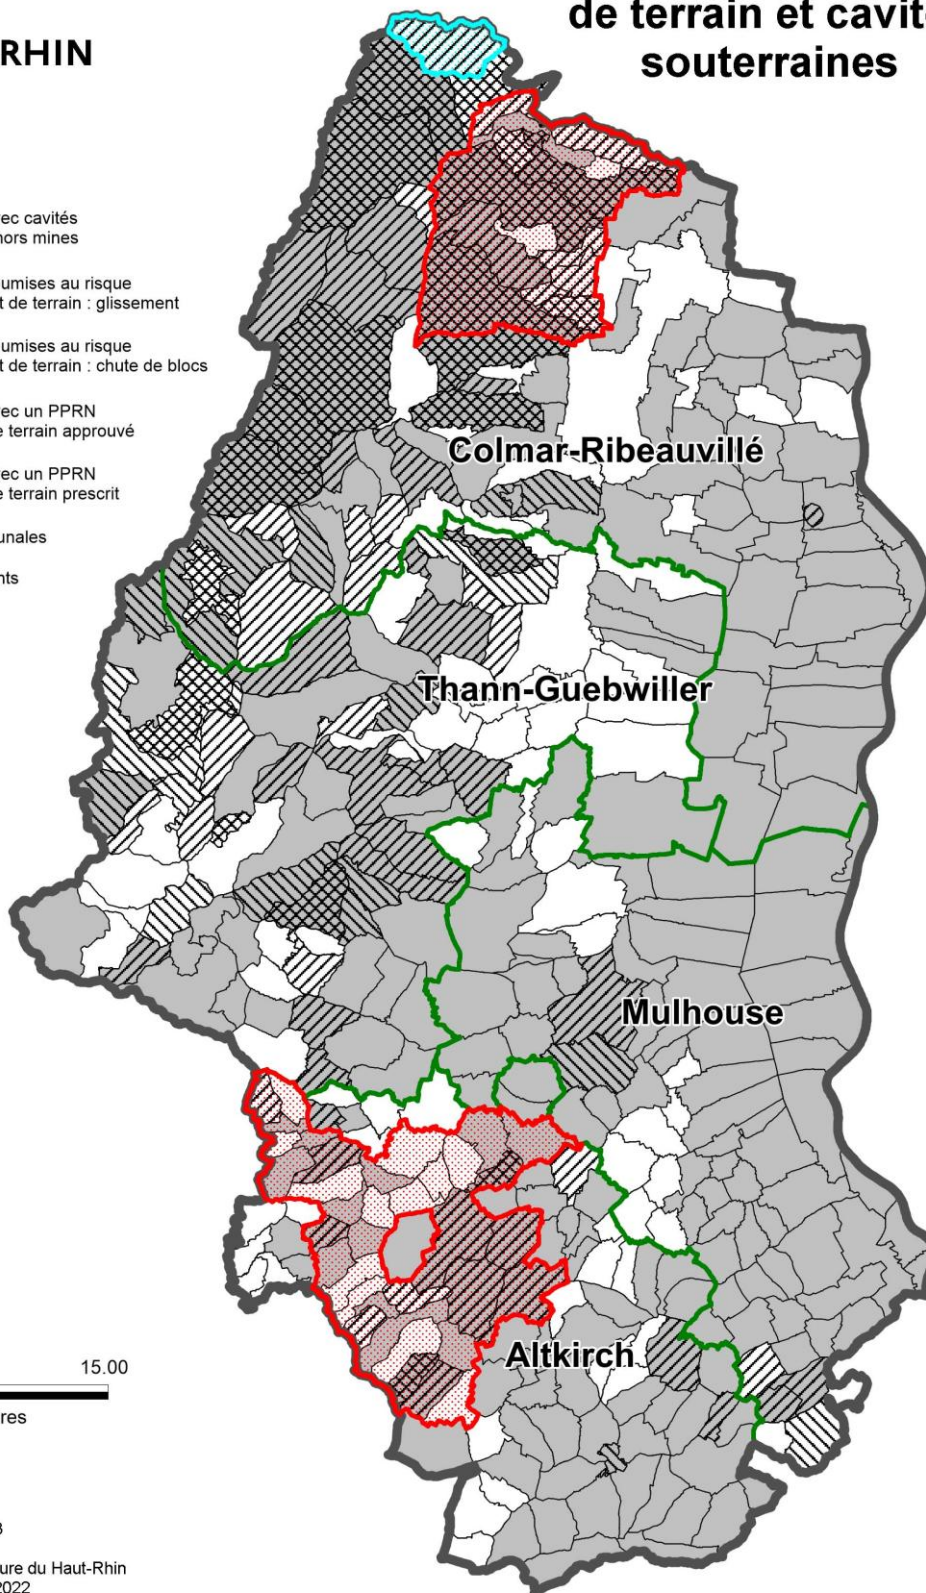 de terrain et cavit
souterraines
RHIN
ec cavités
hors mines
umises au risque
t de terrain : glissement
umises au risque
t de terrain : chute de blocs
ec un PPRN
e terrain approuvé
ec un PPRN
e terrain prescrit
unales
nts
Colmar-Ribeauvillé
Thann-Guebwiller
Mulhouse
Altkirch
15.00
res
3
ure du Haut-Rhin
2022